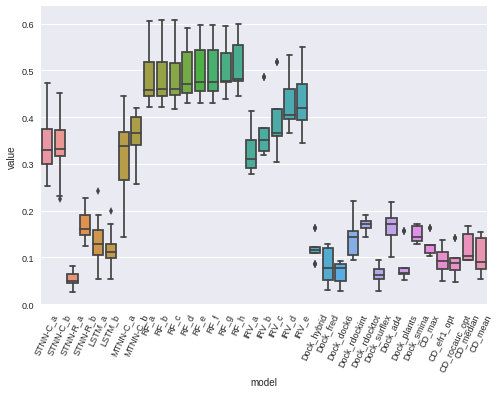 0.6
0.5
0.4
0.3
0.2
0.1
0.0
value
STNN-C_a
STNN-C_b
STNN-R_a
STNN-R_b
LSTM_a
LSTM_b
MTNN-C_a
MTNN-C_b
RF_a
RF_b
RF_c
RF_d
RF_e
RF_f
RF_g
RF_h
IRV_a
IRV_b
IRV_c
IRV_d
IRV_e
Dock_hybrid
Dock_fred
Dock_dock6
Dock_rdockint
Dock_rdocktot
Dock_surflex
Dock_ad4
Dock_plants
Dock_smina
CD_max
CD_efr1_opt
CD_rocauc_opt
CD_median
CD_mean
model